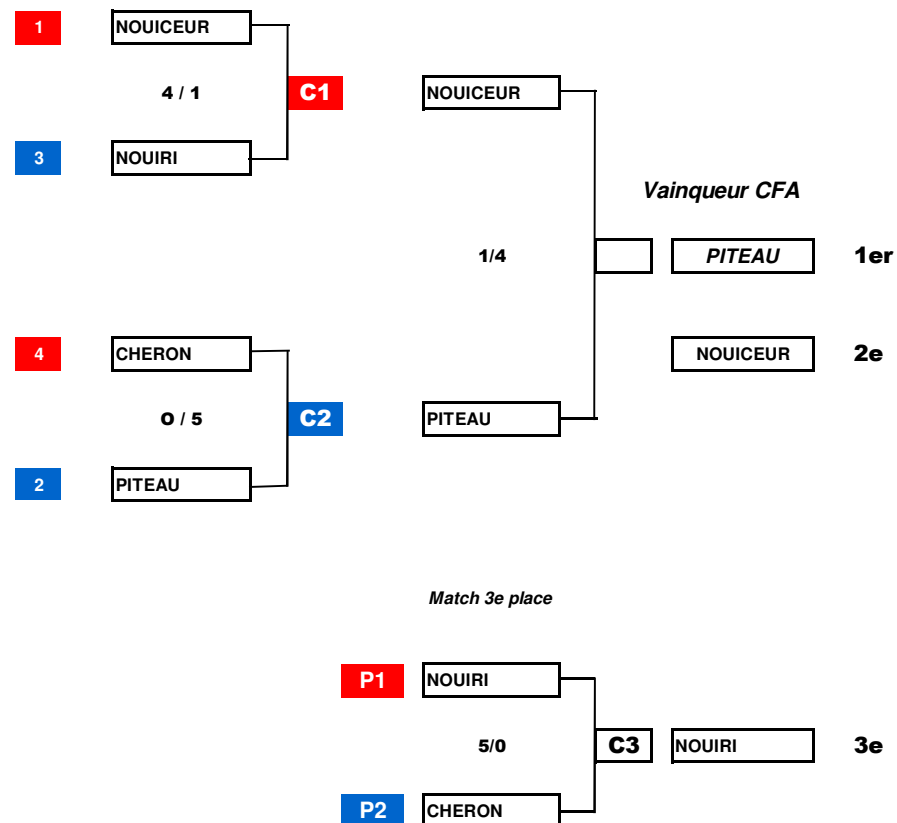 1 NOUICEUR
4 / 1 C1 NOUICEUR
3 NOUIRI
Vainqueur CFA
1/4 PITEAU 1er
4 CHERON NOUICEUR 2e
O / 5 C2 PITEAU
2 PITEAU
Match 3e place
P1 NOUIRI
5/0 C3 NOUIRI 3e
P2 CHERON